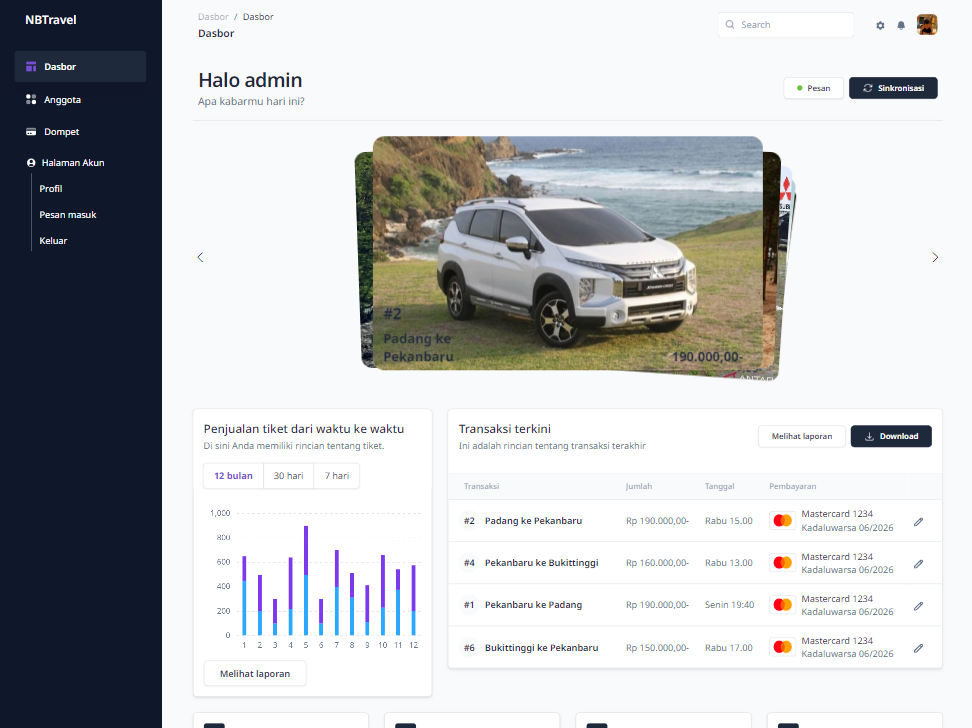 NBTravel
Dasbor
Anggota
Dompet
Halaman Akun
Profil
Pesan masuk
Keluar
Dasbor / Dasbor
Dasbor
Search
Halo admin
Apa kabarmu hari ini?
Pesan
Sinkronisasi
#2
Padang ke
Pekanbaru
190.000,00-
Penjualan tiket dari waktu ke waktu
Di sini Anda memiliki rincian tentang tiket.
12 bulan 30 hari 7 hari
1,000
800
600
400
200
0
1 2 3 4 5 6 7 8 9 10 11 12
Melihat laporan
Transaksi terkini
Ini adalah rincian tentang transaksi terakhir
Melihat laporan
Download
Transaksi Jumlah Tanggal Pembayaran
#2 Padang ke Pekanbaru Rp 190.000,00- Rabu 15.00 Mastercard 1234
Kadaluwarsa 06/2026
#4 Pekanbaru ke Bukittinggi Rp 160.000,00- Rabu 13.00 Mastercard 1234
Kadaluwarsa 06/2026
#1 Pekanbaru ke Padang Rp 190.000,00- Senin 19:40 Mastercard 1234
Kadaluwarsa 06/2026
#6 Bukittinggi ke Pekanbaru Rp 150.000,00- Rabu 17.00 Mastercard 1234
Kadaluwarsa 06/2026